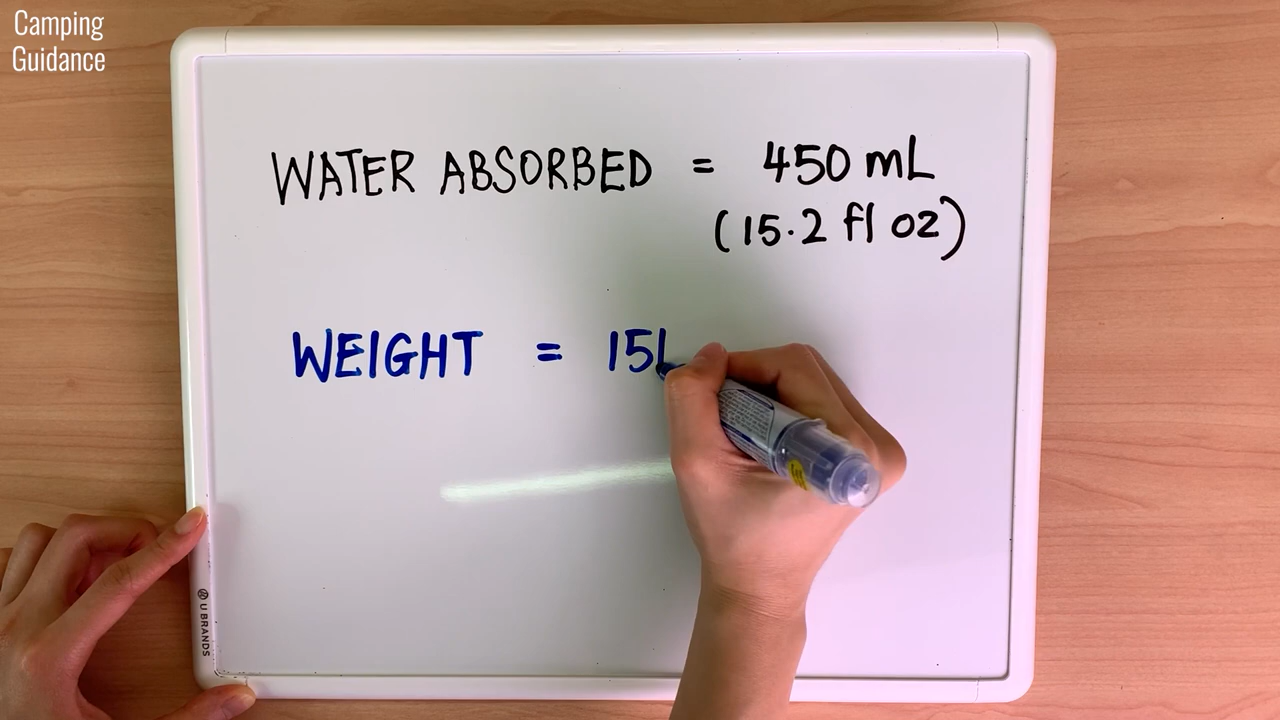 Camping
Guidance
WATER ABSORBED = 450 mL
(15.2 fl oz)
WEIGHT = 15
U BRANDS